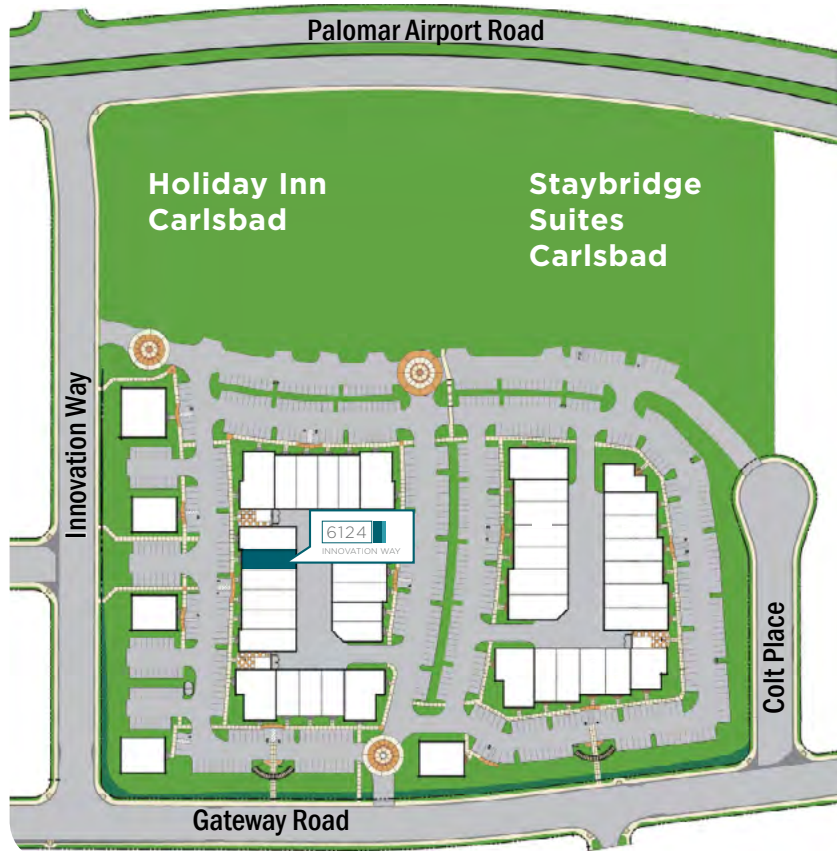 Palomar Airport Road
Holiday Inn
Carlsbad
Staybridge
Suites
Carlsbad
Innovation Way
6124
INNOVATION WAY
Colt Place
Gateway Road